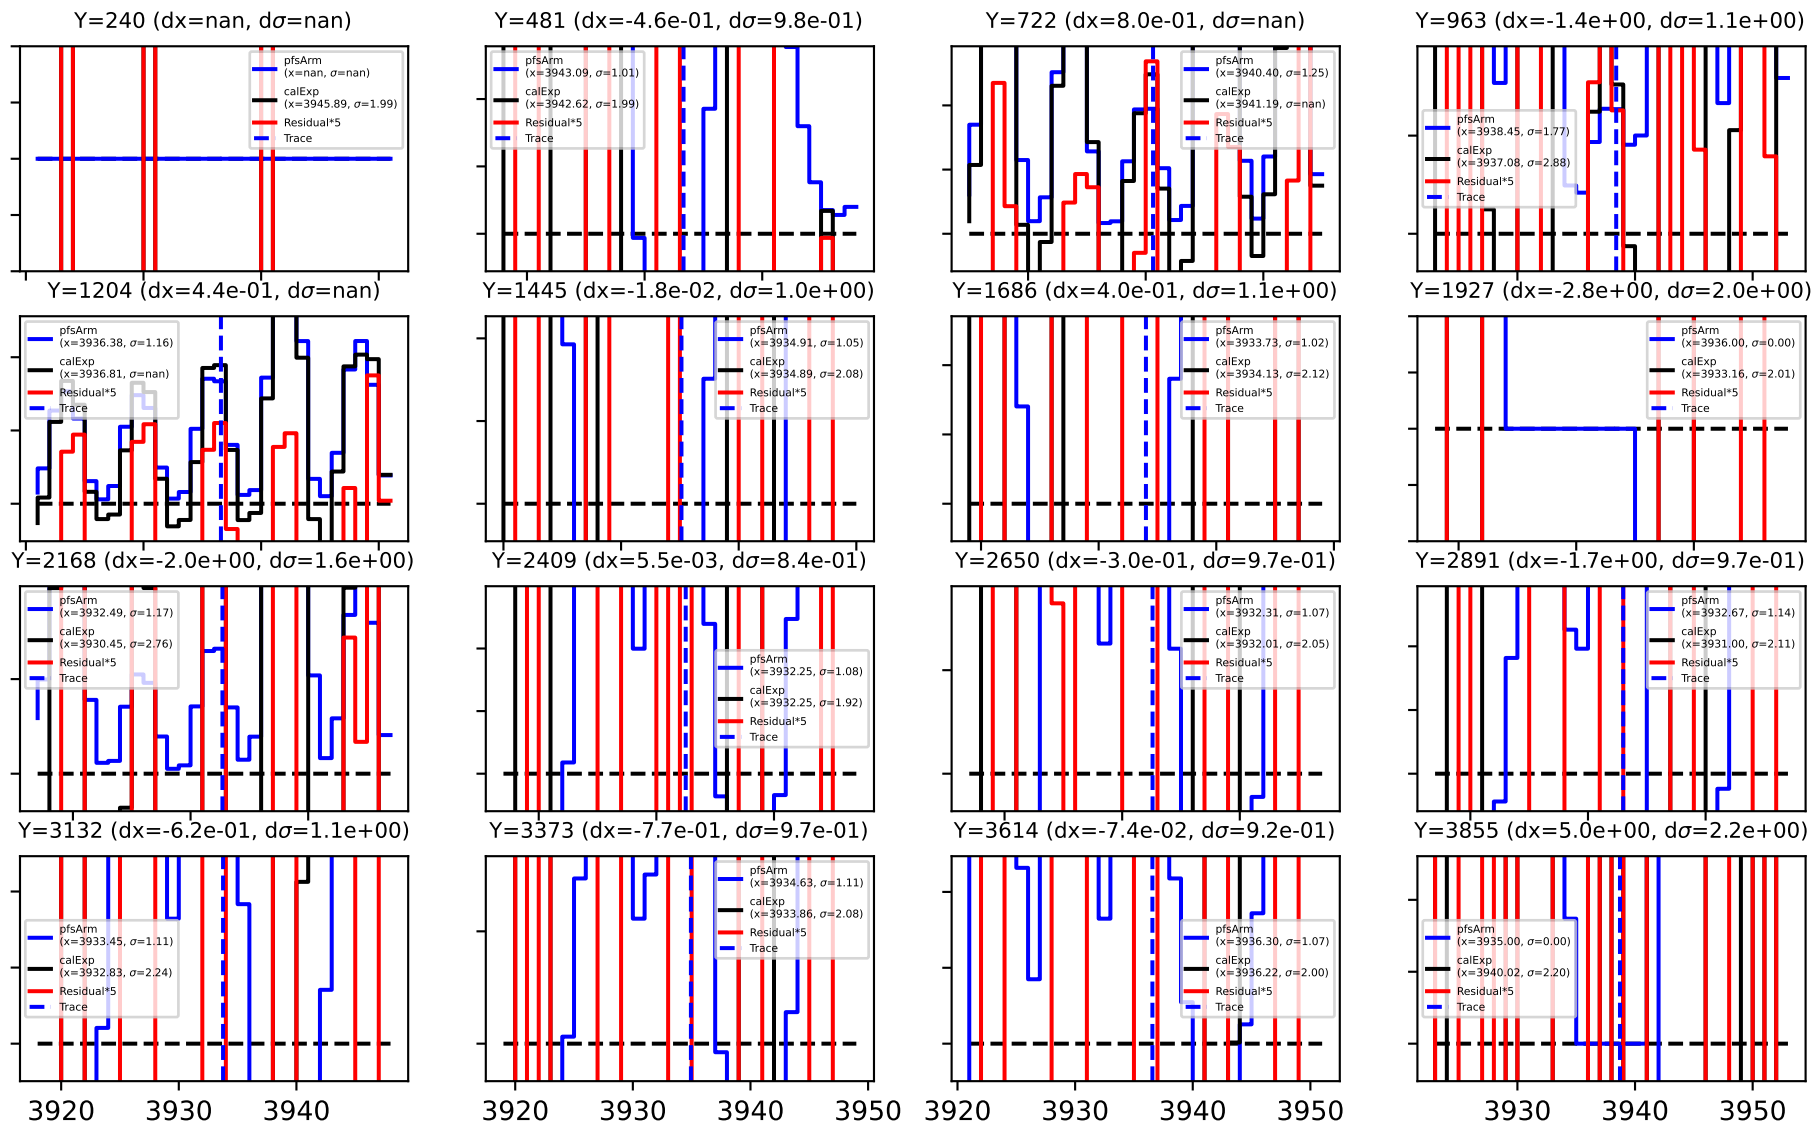 Y=240 (dx=nan, dσ=nan)
pfsArm
(x=nan, σ=nan)
calExp
(x=3945.89, σ=1.99)
Residual*5
Trace
Y=481 (dx=-4.6e-01, dσ=9.8e-01)
pfsArm
(x=3943.09, σ=1.01)
calExp
(x=3942.62, σ=1.99)
Residual*5
Trace
Y=722 (dx=8.0e-01, dσ=nan)
pfsArm
(x=3940.40, σ=1.25)
calExp
(x=3941.19, σ=nan)
Residual*5
Trace
Y=963 (dx=-1.4e+00, dσ=1.1e+00)
pfsArm
(x=3938.45, σ=1.77)
calExp
(x=3937.08, σ=2.88)
Residual*5
Trace
Y=1204 (dx=4.4e-01, dσ=nan)
pfsArm
(x=3936.38, σ=1.16)
calExp
(x=3936.81, σ=nan)
Residual*5
Trace
Y=1445 (dx=-1.8e-02, dσ=1.0e+00)
pfsArm
(x=3934.91, σ=1.05)
calExp
(x=3934.89, σ=2.08)
Residual*5
Trace
Y=1686 (dx=4.0e-01, dσ=1.1e+00)
pfsArm
(x=3933.73, σ=1.02)
calExp
(x=3934.13, σ=2.12)
Residual*5
Trace
Y=1927 (dx=-2.8e+00, dσ=2.0e+00)
pfsArm
(x=3936.00, σ=0.00)
calExp
(x=3933.16, σ=2.01)
Residual*5
Trace
Y=2168 (dx=-2.0e+00, dσ=1.6e+00)
pfsArm
(x=3932.49, σ=1.17)
calExp
(x=3930.45, σ=2.76)
Residual*5
Trace
Y=2409 (dx=5.5e-03, dσ=8.4e-01)
pfsArm
(x=3932.25, σ=1.08)
calExp
(x=3932.25, σ=1.92)
Residual*5
Trace
Y=2650 (dx=-3.0e-01, dσ=9.7e-01)
pfsArm
(x=3932.31, σ=1.07)
calExp
(x=3932.01, σ=2.05)
Residual*5
Trace
Y=2891 (dx=-1.7e+00, dσ=9.7e-01)
pfsArm
(x=3932.67, σ=1.14)
calExp
(x=3931.00, σ=2.11)
Residual*5
Trace
Y=3132 (dx=-6.2e-01, dσ=1.1e+00)
pfsArm
(x=3933.45, σ=1.11)
calExp
(x=3932.83, σ=2.24)
Residual*5
Trace
3920 3930 3940
Y=3373 (dx=-7.7e-01, dσ=9.7e-01)
pfsArm
(x=3934.63, σ=1.11)
calExp
(x=3933.86, σ=2.08)
Residual*5
Trace
3920 3930 3940 3950
Y=3614 (dx=-7.4e-02, dσ=9.2e-01)
pfsArm
(x=3936.30, σ=1.07)
calExp
(x=3936.22, σ=2.00)
Residual*5
Trace
3920 3930 3940 3950
Y=3855 (dx=5.0e+00, dσ=2.2e+00)
pfsArm
(x=3935.00, σ=0.00)
calExp
(x=3940.02, σ=2.20)
Residual*5
Trace
3930 3940 3950